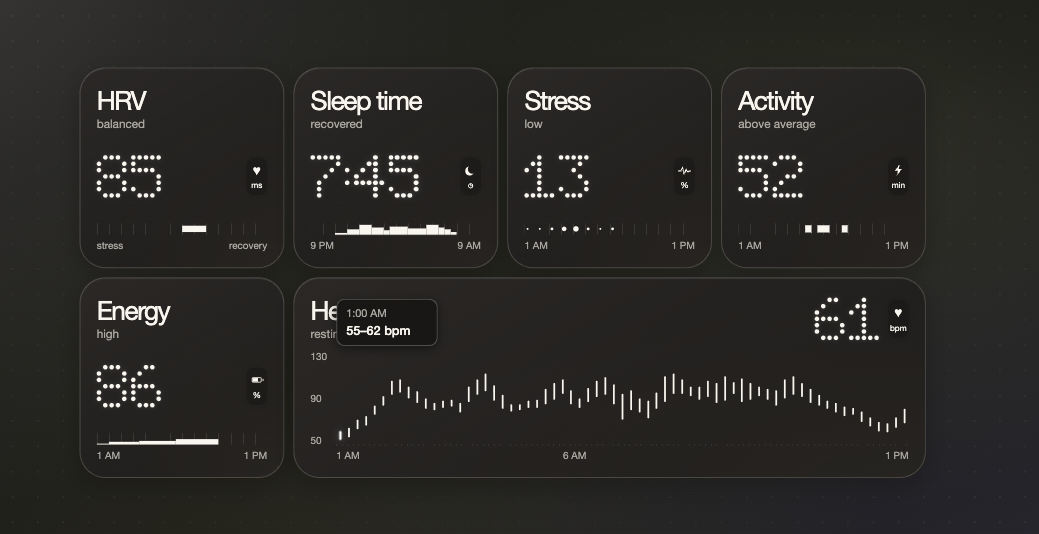 HRV
balanced
85
ms
stress recovery
Sleep time
recovered
7:45
9 PM 9 AM
Stress
low
13
%
1 AM 1 PM
Activity
above average
52
min
1 AM 1 PM
Energy
high
86
%
1 AM 1 PM
1:00 AM
55–62 bpm
61
bpm
130
90
50
1 AM 6 AM 1 PM